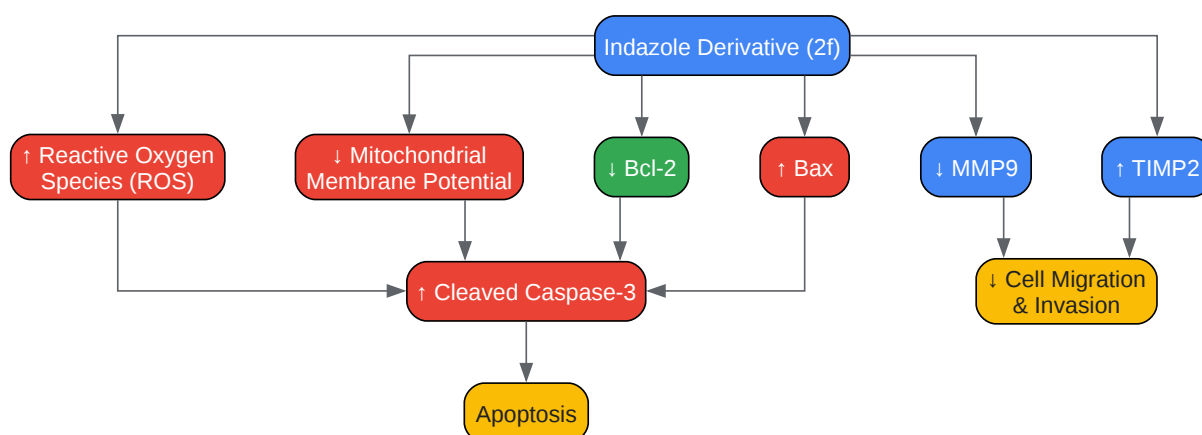 Indazole Derivative (2f)
↑ Reactive Oxygen
Species (ROS)
↓ Mitochondrial
Membrane Potential
↓ Bcl-2
↑ Bax
↓ MMP9
↑ TIMP2
↑ Cleaved Caspase-3
↓ Cell Migration
& Invasion
Apoptosis